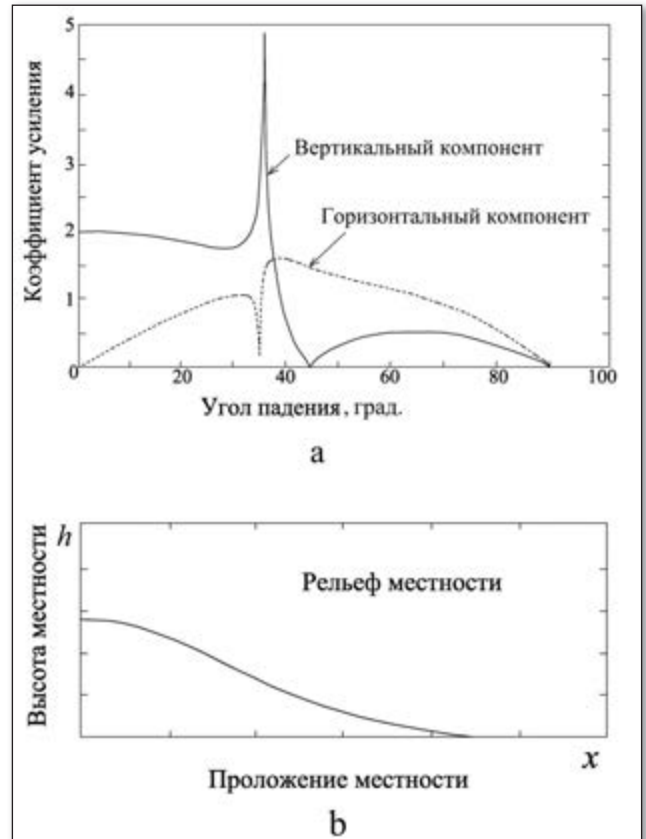 5
4
3
2
1
0
Коэффициент усиления
Вертикальный компонент
Горизонтальный компонент
20
40
60
80
100
Угол падения, град.
а
h
Высота местности
Рельеф местности
x
Проложение местности
b